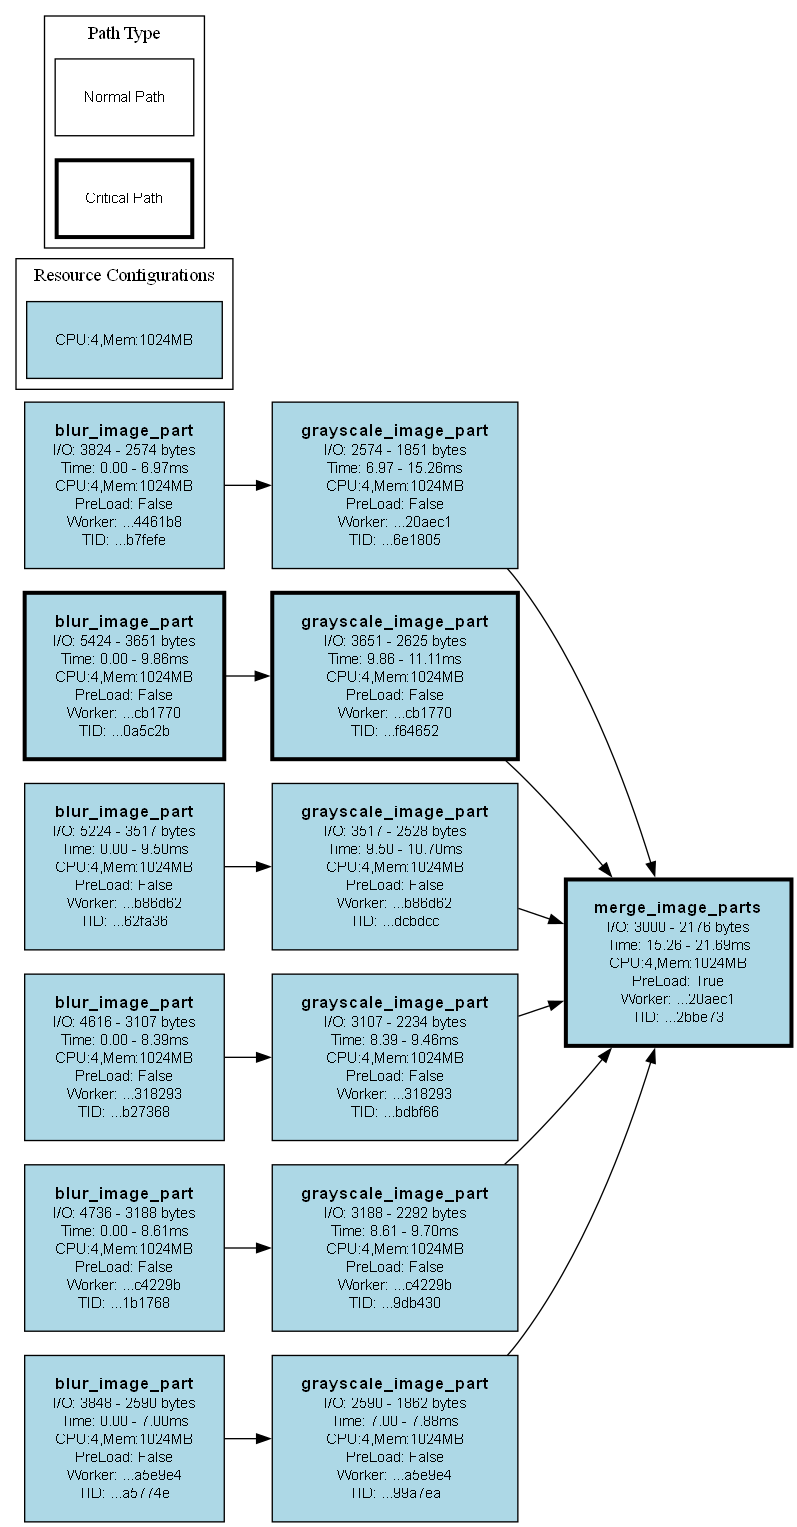 Path Type
Normal Path
Critical Path
Resource Configurations
CPU:4,Mem:1024MB
blur_image_part
I/O: 3824 - 2574 bytes
Time: 0.00 - 6.97ms
CPU:4,Mem:1024MB
PreLoad: False
Worker: ...4461b8
TID: ...b7fefe
grayscale_image_part
I/O: 2574 - 1851 bytes
Time: 6.97 - 15.26ms
CPU:4,Mem:1024MB
PreLoad: False
Worker: ...20aec1
TID: ...6e1805
blur_image_part
I/O: 5424 - 3651 bytes
Time: 0.00 - 9.86ms
CPU:4,Mem:1024MB
PreLoad: False
Worker: ...cb1770
TID: ...0a5c2b
grayscale_image_part
I/O: 3651 - 2625 bytes
Time: 9.86 - 11.11ms
CPU:4,Mem:1024MB
PreLoad: False
Worker: ...cb1770
TID: ...f64652
blur_image_part
I/O: 5224 - 3517 bytes
Time: 0.00 - 9.50ms
CPU:4,Mem:1024MB
PreLoad: False
Worker: ...b86d62
TID: ...62fa36
grayscale_image_part
I/O: 3517 - 2528 bytes
Time: 9.50 - 10.70ms
CPU:4,Mem:1024MB
PreLoad: False
Worker: ...b86d62
TID: ...dcbdcc
merge_image_parts
I/O: 3000 - 2176 bytes
Time: 15.26 - 21.69ms
CPU:4,Mem:1024MB
PreLoad: True
Worker: ...20aec1
TID: ...2bbe73
blur_image_part
I/O: 4616 - 3107 bytes
Time: 0.00 - 8.39ms
CPU:4,Mem:1024MB
PreLoad: False
Worker: ...318293
TID: ...b27368
grayscale_image_part
I/O: 3107 - 2234 bytes
Time: 8.39 - 9.46ms
CPU:4,Mem:1024MB
PreLoad: False
Worker: ...318293
TID: ...bdbf66
blur_image_part
I/O: 4736 - 3188 bytes
Time: 0.00 - 8.61ms
CPU:4,Mem:1024MB
PreLoad: False
Worker: ...c4229b
TID: ...1b1768
grayscale_image_part
I/O: 3188 - 2292 bytes
Time: 8.61 - 9.70ms
CPU:4,Mem:1024MB
PreLoad: False
Worker: ...c4229b
TID: ...9db430
blur_image_part
I/O: 3848 - 2590 bytes
Time: 0.00 - 7.00ms
CPU:4,Mem:1024MB
PreLoad: False
Worker: ...a5e9e4
TID: ...a5774e
grayscale_image_part
I/O: 2590 - 1862 bytes
Time: 7.00 - 7.88ms
CPU:4,Mem:1024MB
PreLoad: False
Worker: ...a5e9e4
TID: ...99a7ea